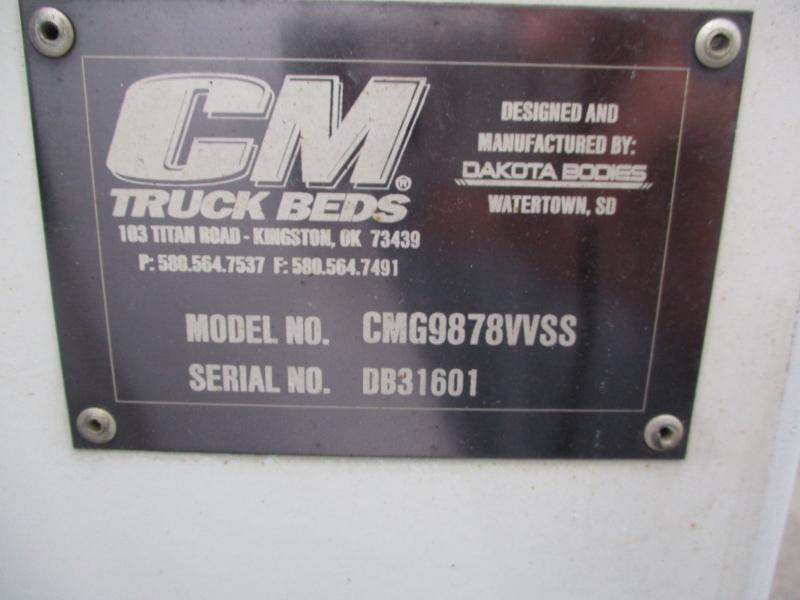 CM®
TRUCK BEDS
103 TITAN ROAD - KINGSTON, OK 73439
P: 580.564.7537 F: 580.564.7491
DESIGNED AND
MANUFACTURED BY:
DAKOTA BODIES
WATERTOWN, SD
MODEL NO. CMG9878VVSS
SERIAL NO. DB31601